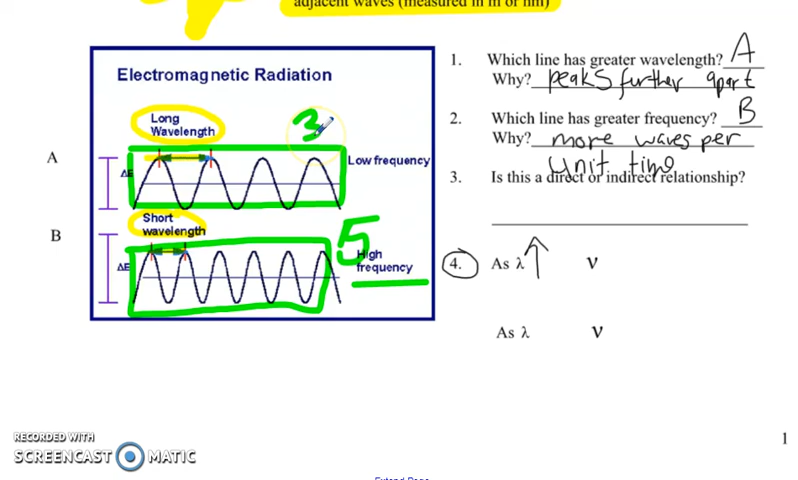 adjacent waves (measured in m or nm)
Electromagnetic Radiation
Long
Wavelength
3
A
ΔE
Low frequency
Short
wavelength
5
B
ΔE
High
frequency
1. Which line has greater wavelength? A
Why? peaks further apart
2. Which line has greater frequency? B
Why? more waves per
unit time
3. Is this a direct or indirect relationship?
4. As λ ↑ ν
As λ ν
RECORDED WITH
SCREENCAST MATIC
1
Extend Page